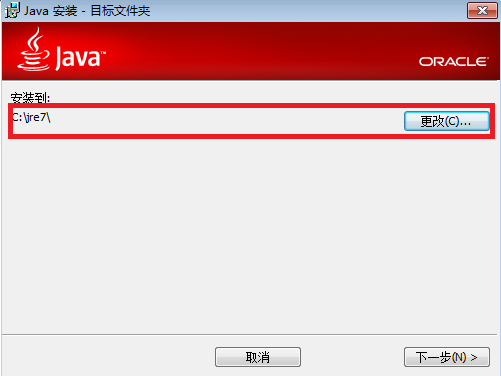 Java 安装 - 目标文件夹
Java™
ORACLE
安装到:
C:\jre7\
更改(C)...
取消
下一步(N) >